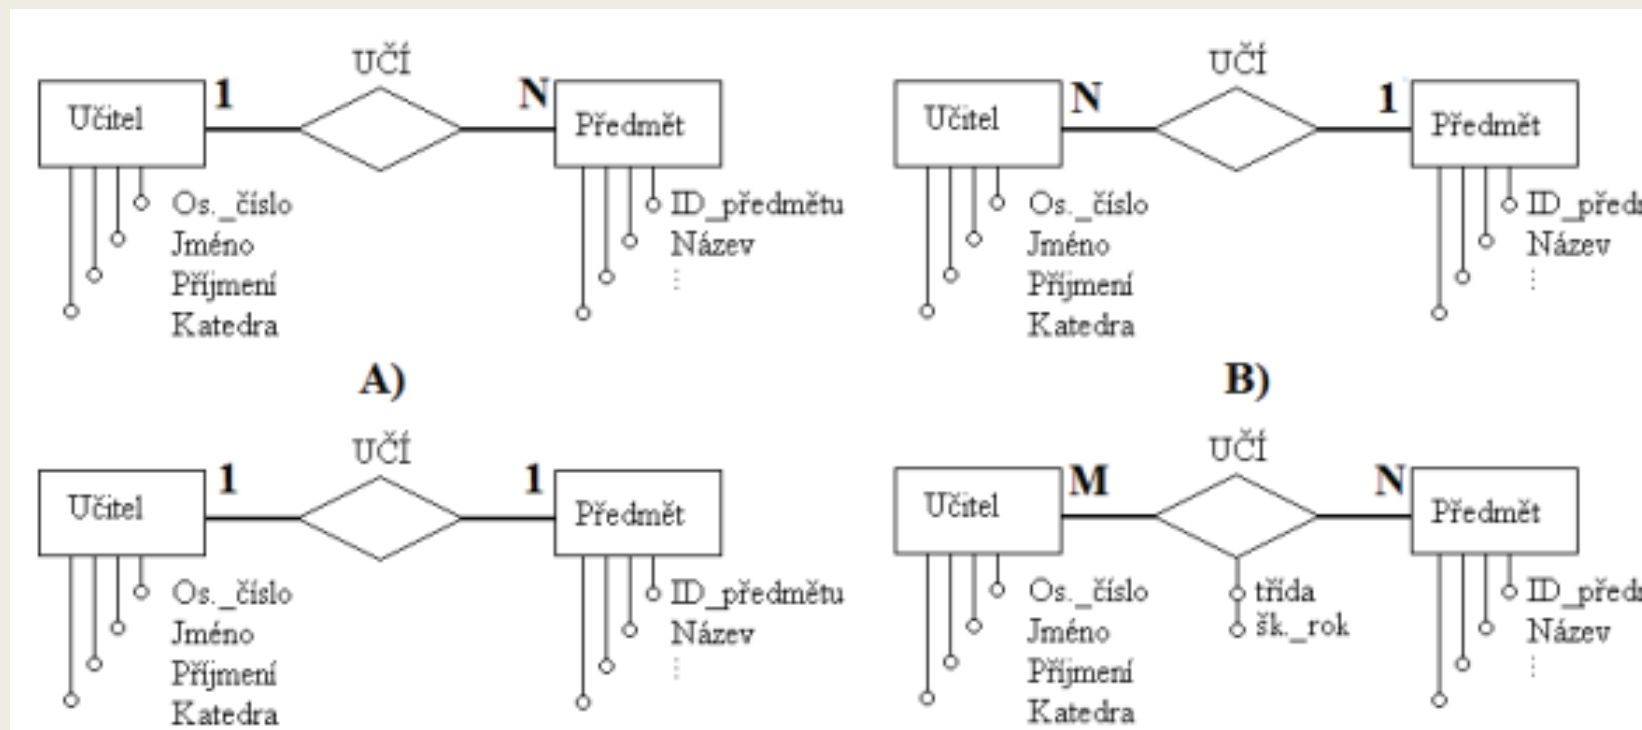 UČÍ
Učitel
1
N
Předmět
Os._číslo
Jméno
Příjmení
Katedra
ID_předmětu
Název
⋮
A)
UČÍ
Učitel
N
1
Předmět
Os._číslo
Jméno
Příjmení
Katedra
Název
⋮
B)
UČÍ
Učitel
1
1
Předmět
Os._číslo
Jméno
Příjmení
Katedra
ID_předmětu
Název
⋮
UČÍ
Učitel
M
N
Předmět
třída
šk._rok
Os._číslo
Jméno
Příjmení
Katedra
Název
⋮